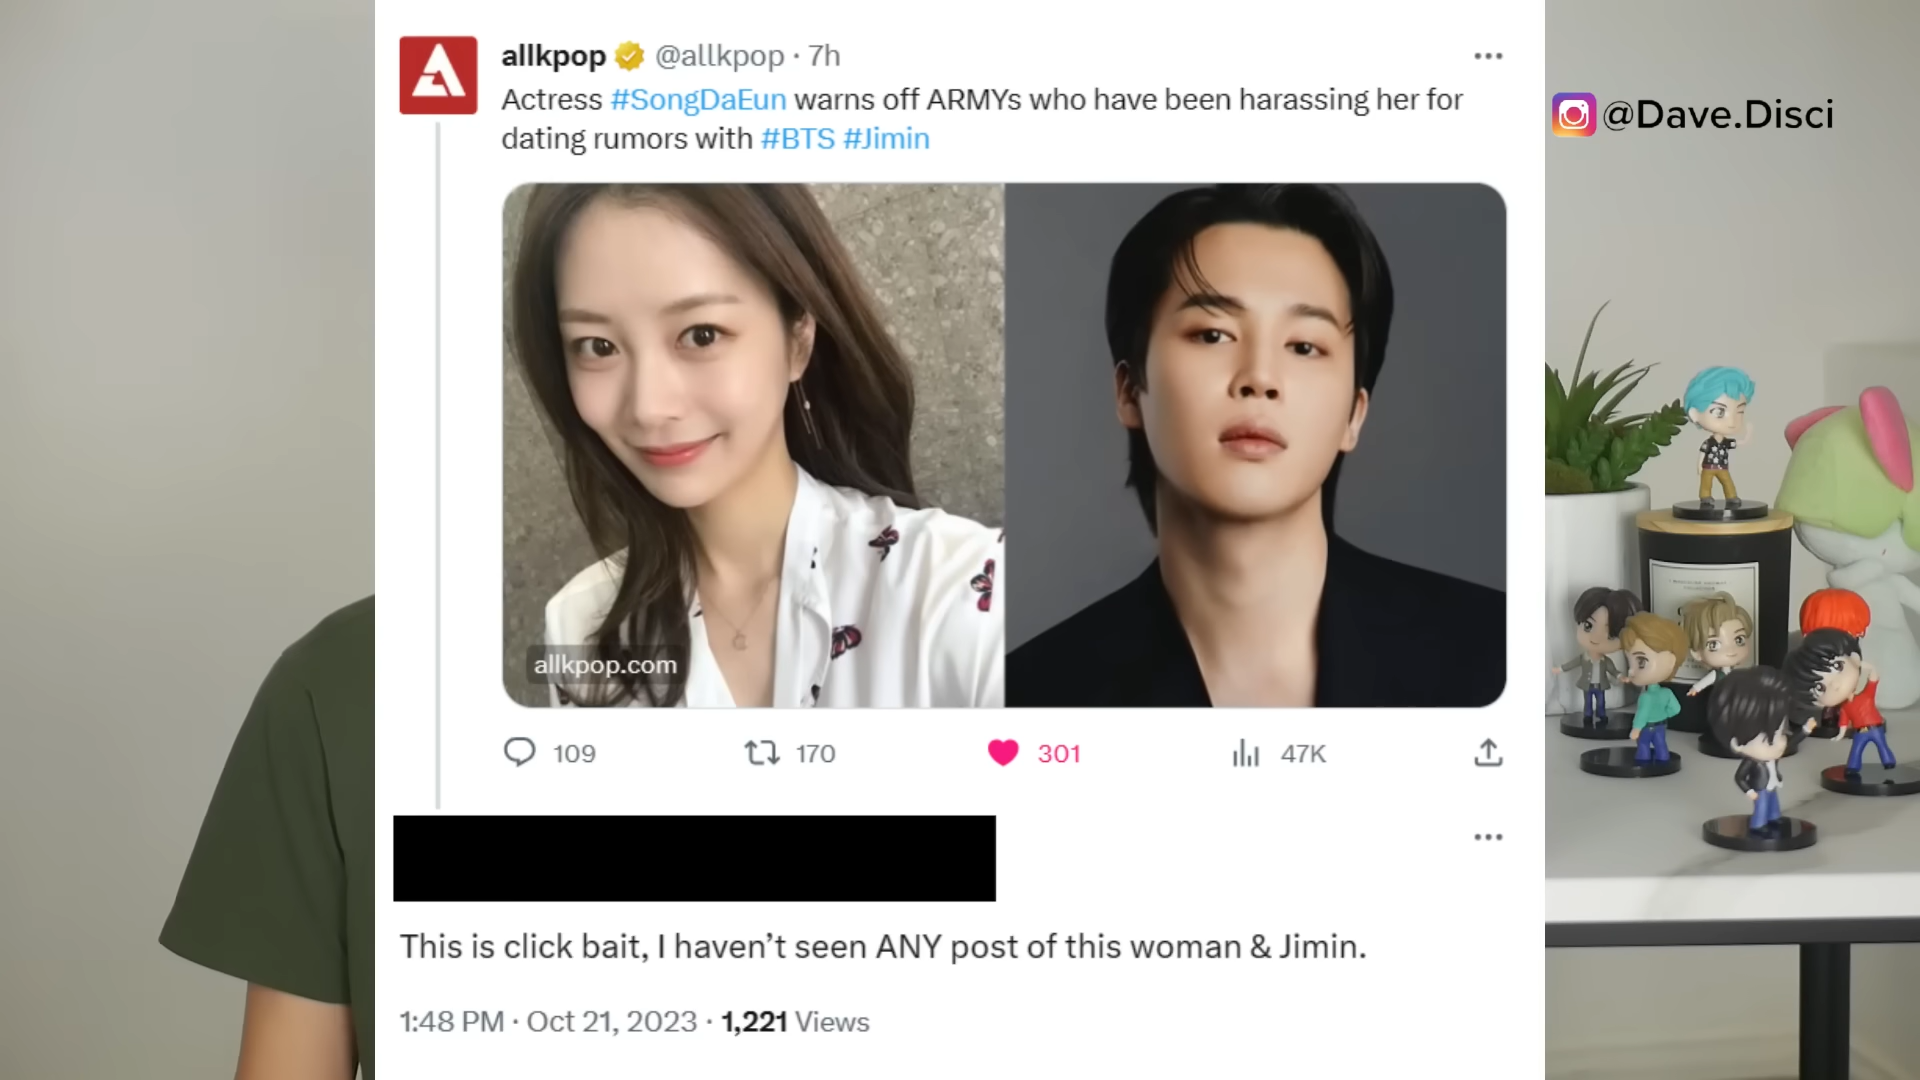 allkpop @allkpop · 7h
Actress #SongDaEun warns off ARMYs who have been harassing her for
dating rumors with #BTS #Jimin
@Dave.Disci
allkpop.com
109 170 301 47K
This is click bait, I haven’t seen ANY post of this woman & Jimin.
1:48 PM · Oct 21, 2023 · 1,221 Views